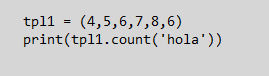 tpl1 = (4,5,6,7,8,6)
print(tpl1.count('hola'))